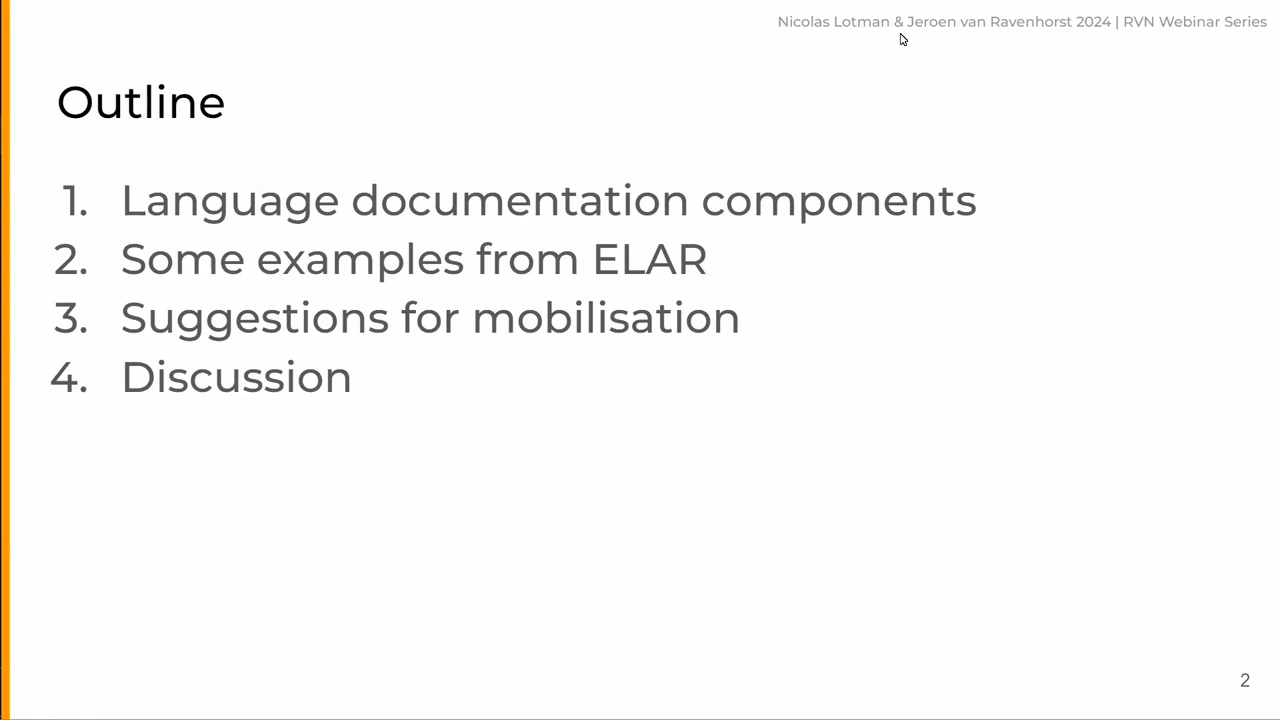 Nicolas Lotman & Jeroen van Ravenhorst 2024 | RVN Webinar Series
Outline
1. Language documentation components
2. Some examples from ELAR
3. Suggestions for mobilisation
4. Discussion
2